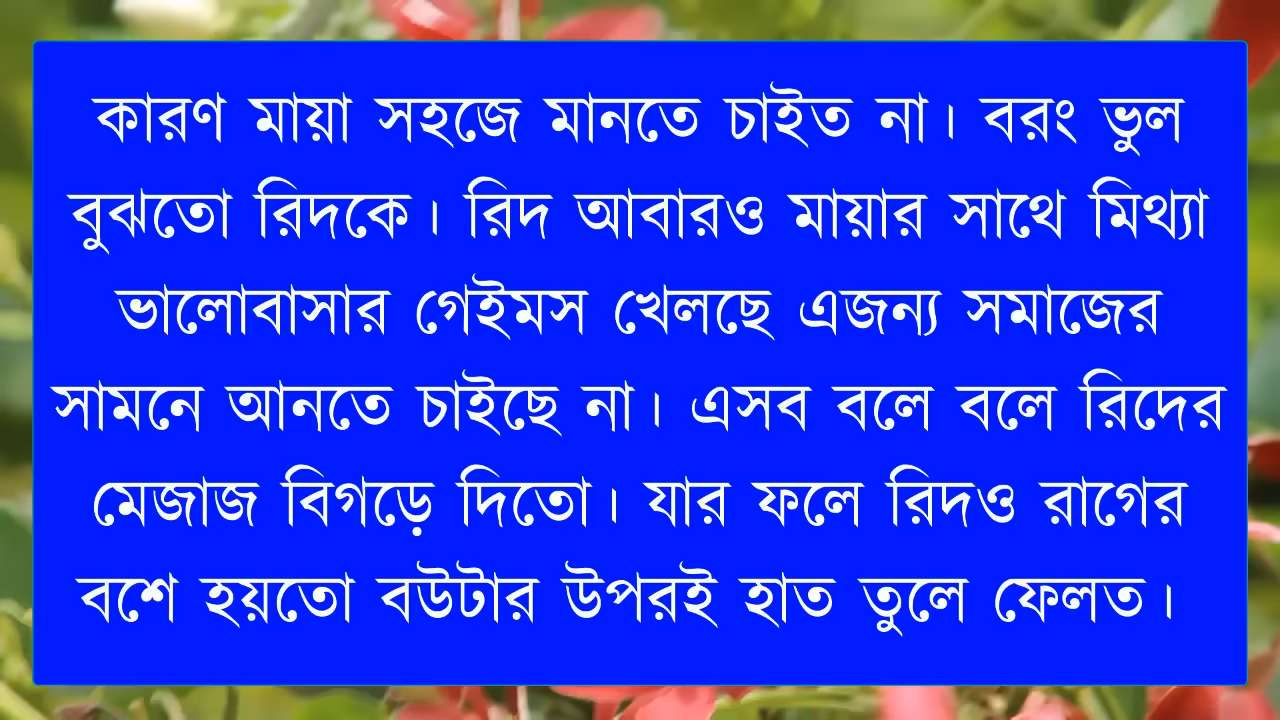 কারণ মায়া সহজে মানতে চাইত না। বরং ভুল
বুঝতো রিদকে। রিদ আবারও মায়ার সাথে মিথ্যা
ভালোবাসার গেইমস খেলছে এজন্য সমাজের
সামনে আনতে চাইছে না। এসব বলে বলে রিদের
মেজাজ বিগড়ে দিতো। যার ফলে রিদও রাগের
বশে হয়তো বউটার উপরই হাত তুলে ফেলত।